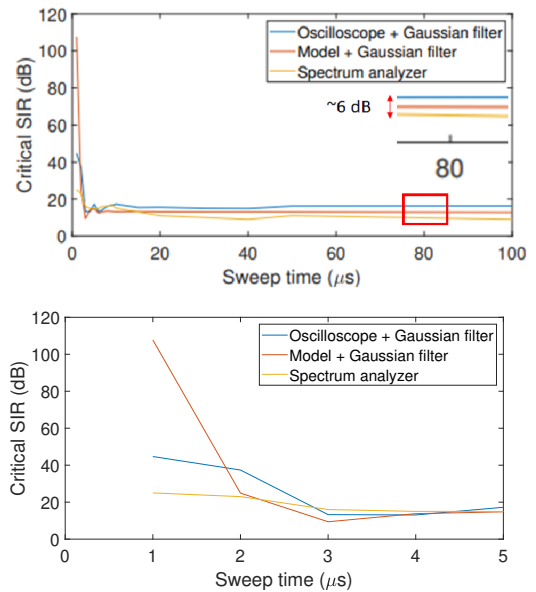 120
100
80
60
40
20
0
Critical SIR (dB)
Oscilloscope + Gaussian filter
Model + Gaussian filter
Spectrum analyzer
~6 dB
80
0
20
40
60
80
100
Sweep time (μs)
120
100
80
60
40
20
0
Critical SIR (dB)
Oscilloscope + Gaussian filter
Model + Gaussian filter
Spectrum analyzer
0
1
2
3
4
5
Sweep time (μs)